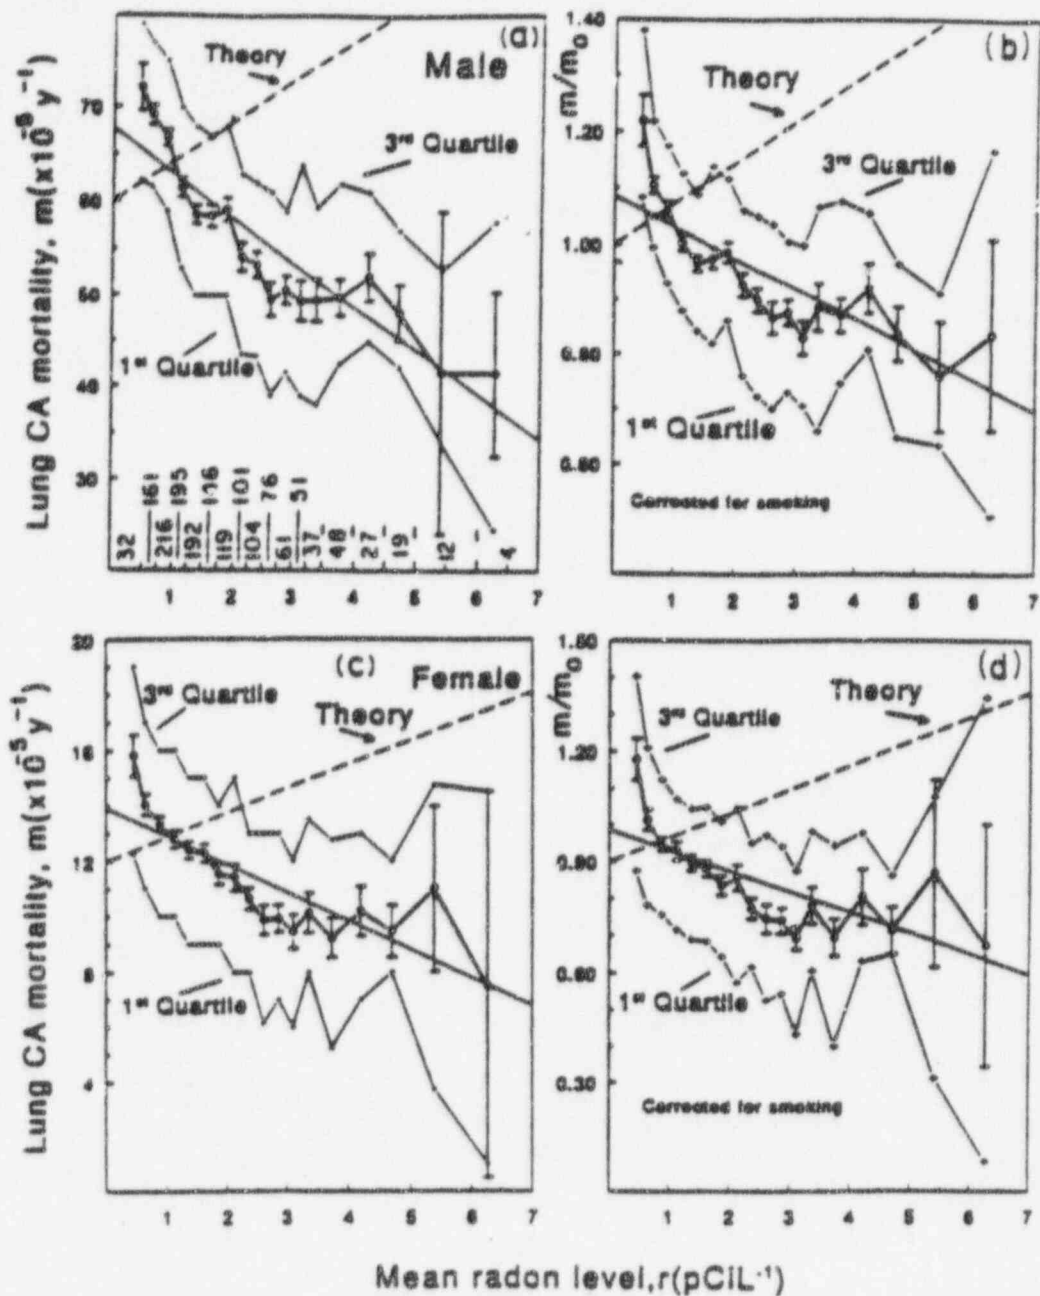 (a)
Male
Theory
3rd Quartile
1st Quartile
Lung CA mortality, m(x10⁻⁵ y⁻¹)
70
60
50
40
30
32 161 216 195 192 176 119 101 104 76 61 51 37 48 27 19 12 4
1 2 3 4 5 6 7
(b)
m/m₀
Theory
3rd Quartile
1st Quartile
Corrected for smoking
1.40
1.20
1.00
0.80
0.60
1 2 3 4 5 6 7
(c)
Female
3rd Quartile
Theory
1st Quartile
Lung CA mortality, m(x10⁻⁵ y⁻¹)
20
16
12
8
4
1 2 3 4 5 6 7
(d)
m/m₀
Theory
3rd Quartile
1st Quartile
Corrected for smoking
1.20
0.90
0.60
0.30
1 2 3 4 5 6 7
Mean radon level,r(pCiL⁻¹)